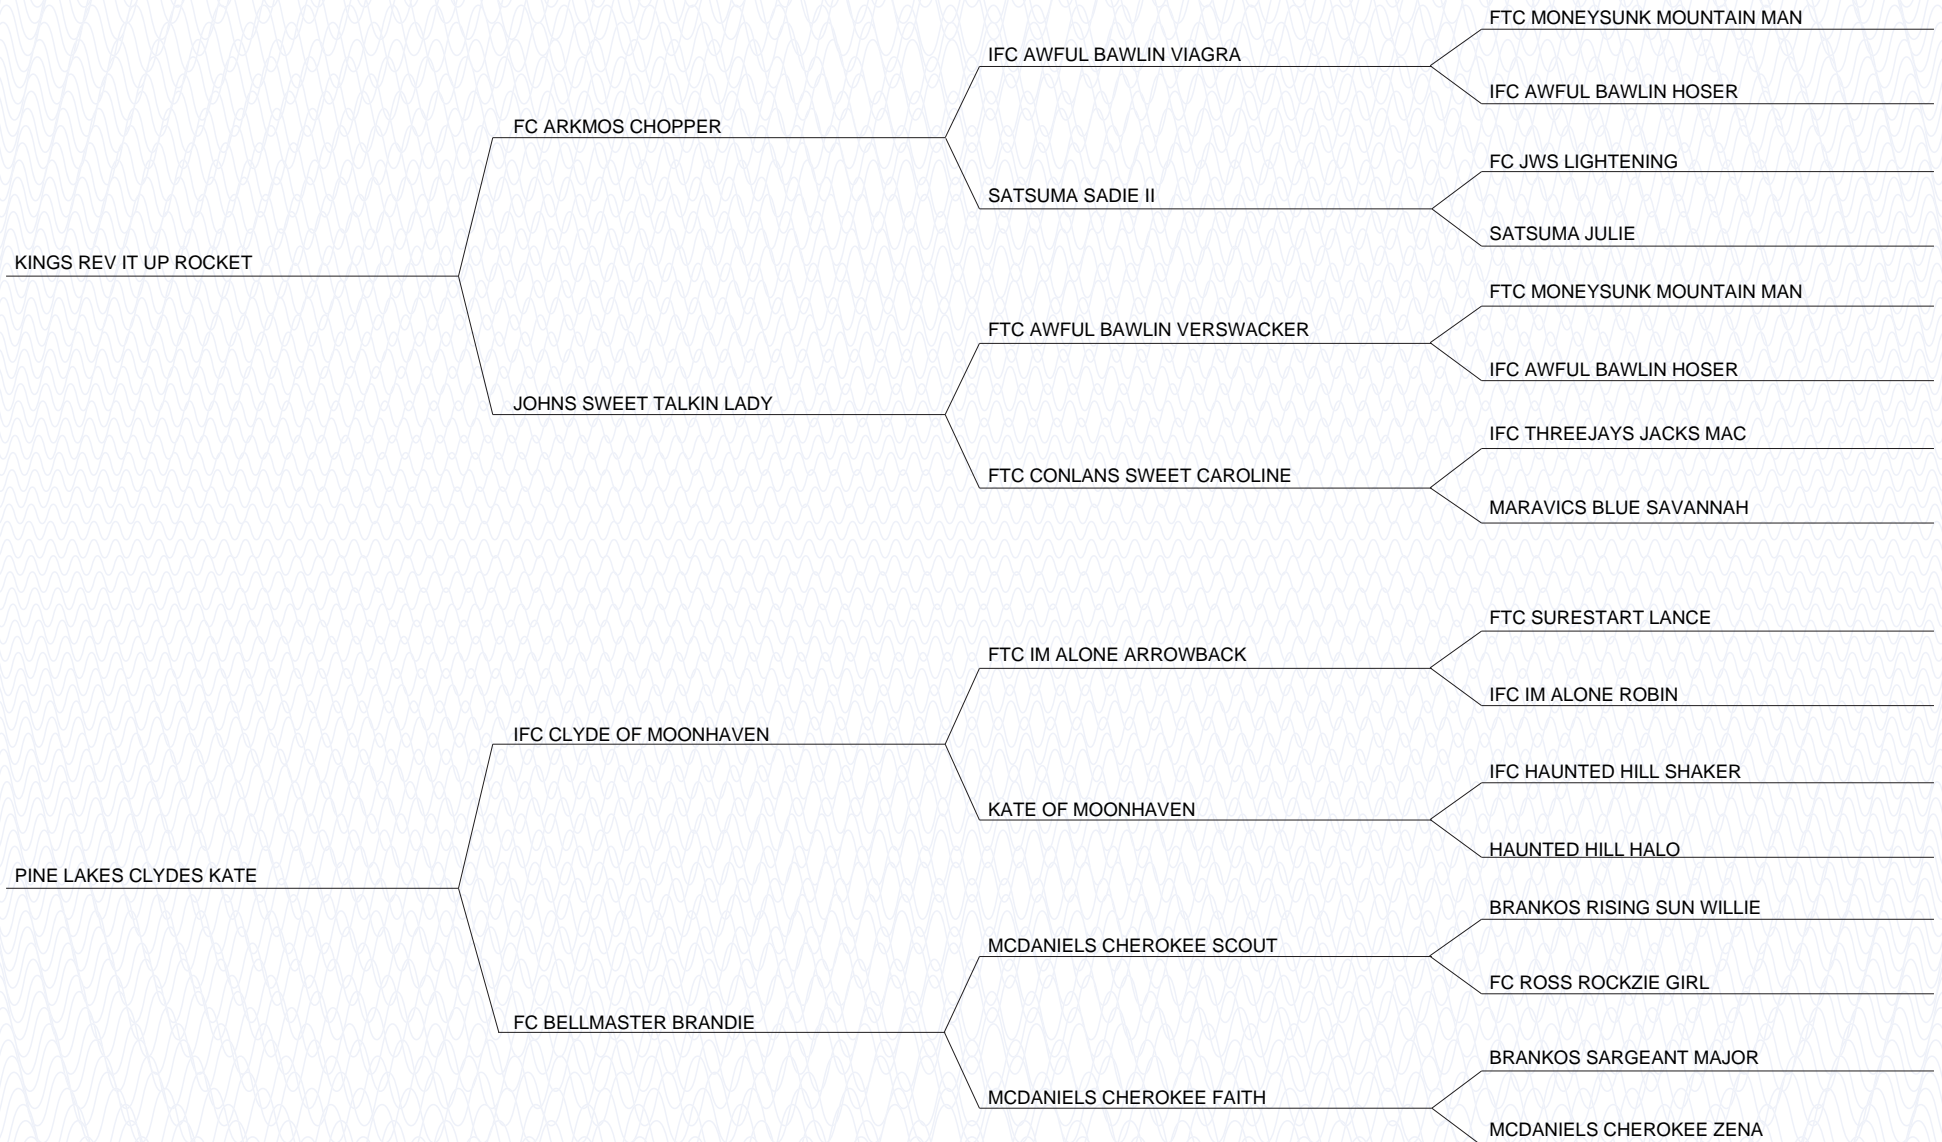 FTC MONEYSUNK MOUNTAIN MAN
IFC AWFUL BAWLIN VIAGRA
IFC AWFUL BAWLIN HOSER
FC ARKMOS CHOPPER
FC JWS LIGHTENING
SATSUMA SADIE II
SATSUMA JULIE
KINGS REV IT UP ROCKET
FTC MONEYSUNK MOUNTAIN MAN
FTC AWFUL BAWLIN VERSWACKER
IFC AWFUL BAWLIN HOSER
JOHNS SWEET TALKIN LADY
IFC THREEJAYS JACKS MAC
FTC CONLANS SWEET CAROLINE
MARAVICS BLUE SAVANNAH
FTC SURESTART LANCE
FTC IM ALONE ARROWBACK
IFC IM ALONE ROBIN
IFC CLYDE OF MOONHAVEN
IFC HAUNTED HILL SHAKER
KATE OF MOONHAVEN
HAUNTED HILL HALO
PINE LAKES CLYDES KATE
BRANKOS RISING SUN WILLIE
MCDANIELS CHEROKEE SCOUT
FC ROSS ROCKZIE GIRL
FC BELLMASTER BRANDIE
BRANKOS SARGEANT MAJOR
MCDANIELS CHEROKEE FAITH
MCDANIELS CHEROKEE ZENA